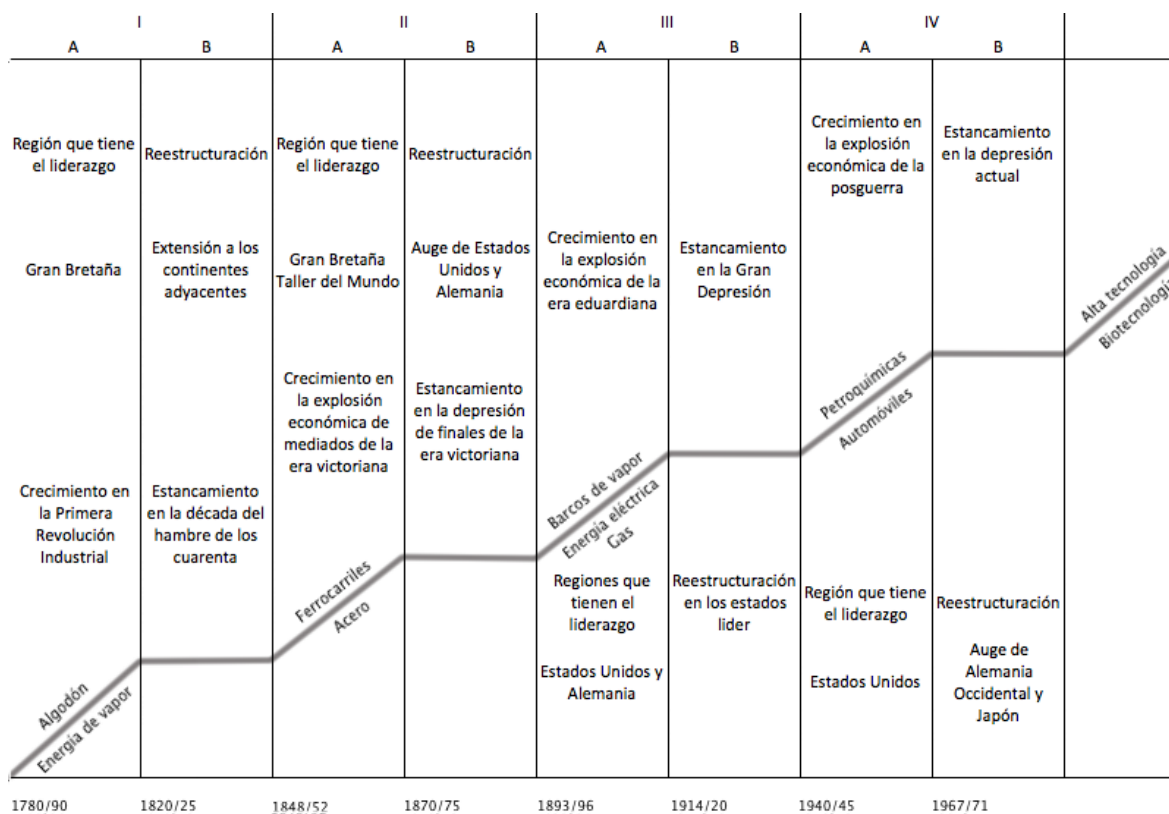 I
II
III
IV
A
B
A
B
A
B
A
B
Región que tiene
el liderazgo
Gran Bretaña
Crecimiento en
la Primera
Revolución
Industrial
Algodón
Energía de vapor
Reestructuración
Extensión a los
continentes
adyacentes
Estancamiento
en la década del
hambre de los
cuarenta
Región que tiene
el liderazgo
Gran Bretaña
Taller del Mundo
Crecimiento en
la explosión
económica de
mediados de la
era victoriana
Ferrocarriles
Acero
Reestructuración
Auge de Estados
Unidos y
Alemania
Estancamiento
en la depresión
de finales de la
era victoriana
Crecimiento en
la explosión
económica de la
era eduardiana
Barcos de vapor
Energía eléctrica
Gas
Regiones que
tienen el
liderazgo
Estados Unidos y
Alemania
Estancamiento
en la Gran
Depresión
Reestructuración
en los estados
lider
Crecimiento en
la explosión
económica de la
posguerra
Petroquímicas
Automóviles
Región que tiene
el liderazgo
Estados Unidos
Estancamiento
en la depresión
actual
Reestructuración
Auge de
Alemania
Occidental y
Japón
Alta tecnología
Biotecnología
1780/90
1820/25
1848/52
1870/75
1893/96
1914/20
1940/45
1967/71